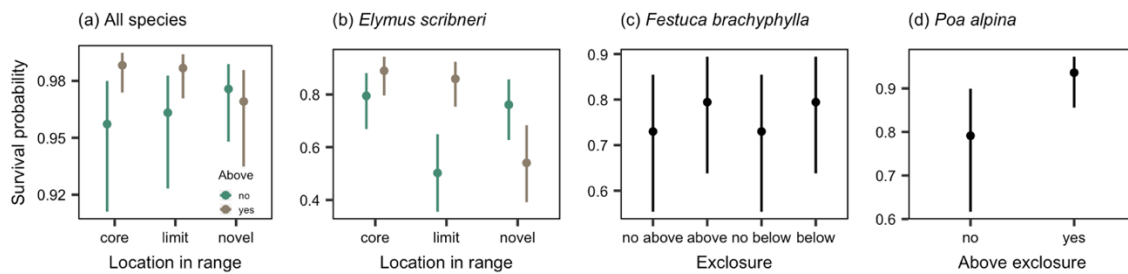 (a) All species
Survival probability
0.98
0.95
0.92
Above
no
yes
core limit novel
Location in range
(b) Elymus scribneri
0.8
0.6
0.4
core limit novel
Location in range
(c) Festuca brachyphylla
0.9
0.8
0.7
0.6
no above above no below below
Exclosure
(d) Poa alpina
1.0
0.9
0.8
0.7
0.6
no yes
Above exclosure